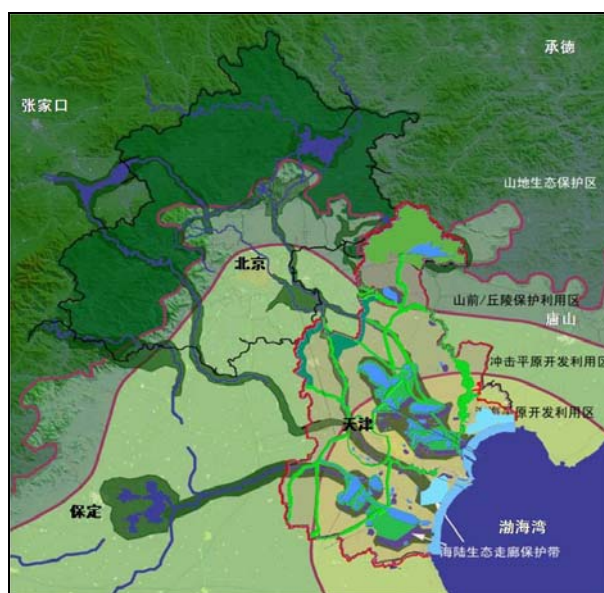 承德
张家口
山地生态保护区
北京
山前/丘陵保护利用区
唐山
冲击平原开发利用区
天津
平原开发利用区
保定
渤海湾
海陆生态走廊保护带